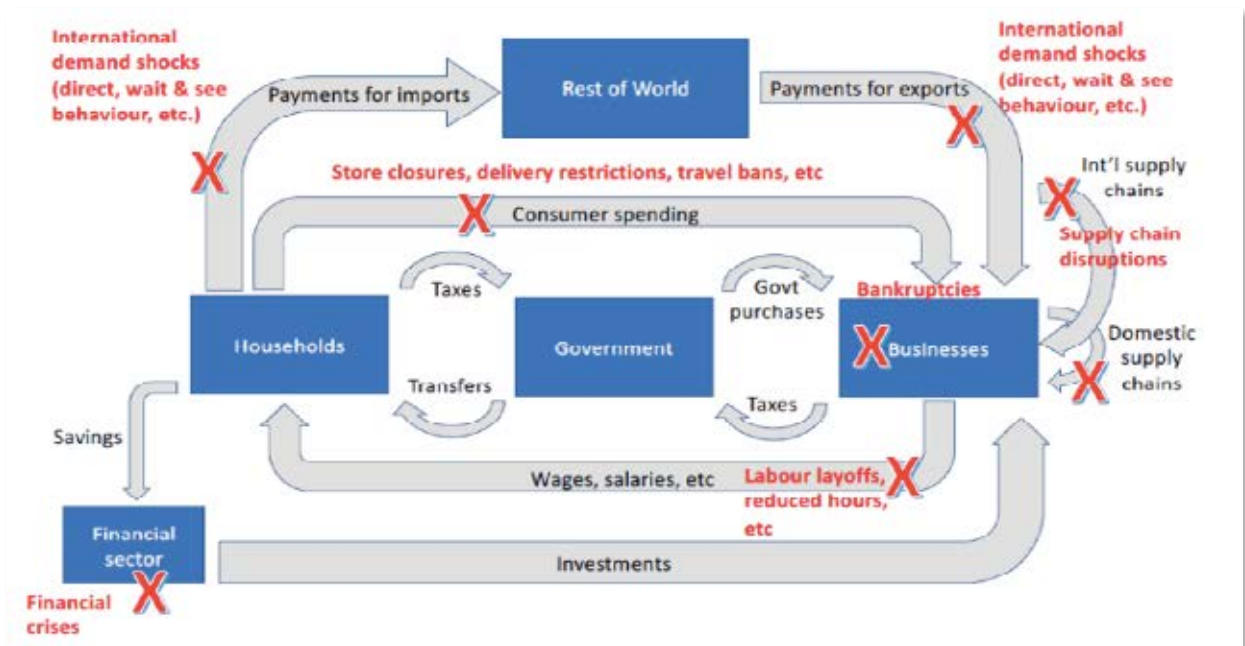 International
demand shocks
(direct, wait & see
behaviour, etc.)
Payments for imports
Rest of World
Payments for exports
International
demand shocks
(direct, wait & see
behaviour, etc.)
Store closures, delivery restrictions, travel bans, etc
Consumer spending
Int'l supply
chains
Supply chain
disruptions
Taxes
Govt
purchases
Bankruptcies
Households
Government
Businesses
Domestic
supply
chains
Transfers
Taxes
Savings
Wages, salaries, etc
Labour layoffs,
reduced hours,
etc
Financial
sector
Investments
Financial
crises